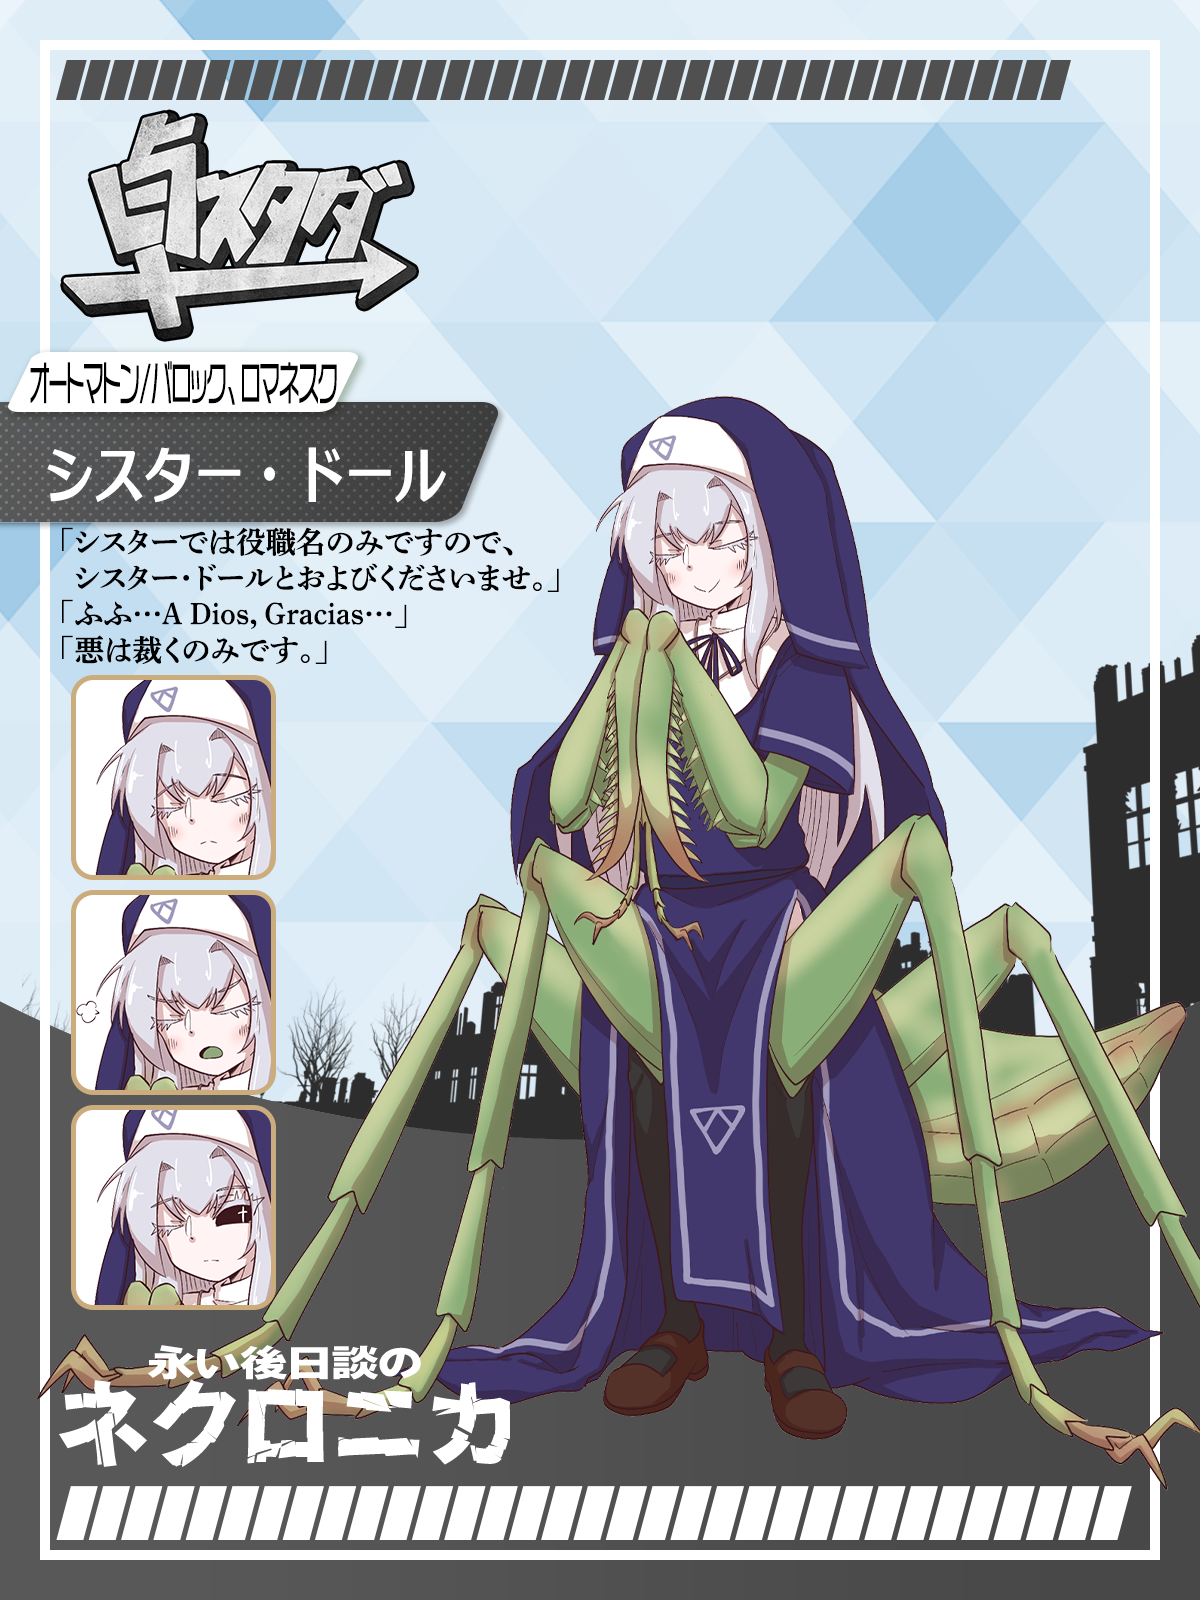 卓スタダ
オートマトン/バロック、ロマネスク
シスター・ドール
「シスターでは役職名のみですので、
シスター・ドールとおよびくださいませ。」
「ふふ…A Dios, Gracias…」
「悪は裁くのみです。」
永い後日談の
ネクロニカ